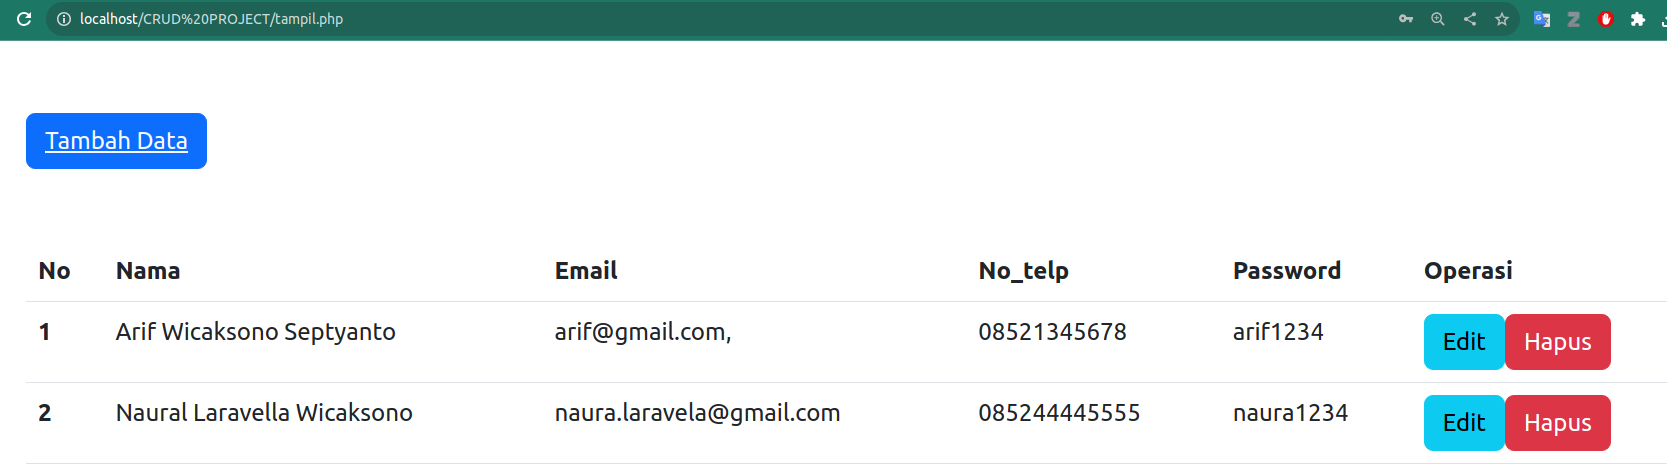 localhost/CRUD%20PROJECT/tampil.php
Tambah Data
No Nama Email No_telp Password Operasi
1 Arif Wicaksono Septyanto arif@gmail.com, 08521345678 arif1234 Edit Hapus
2 Naural Laravella Wicaksono naura.laravela@gmail.com 085244445555 naura1234 Edit Hapus